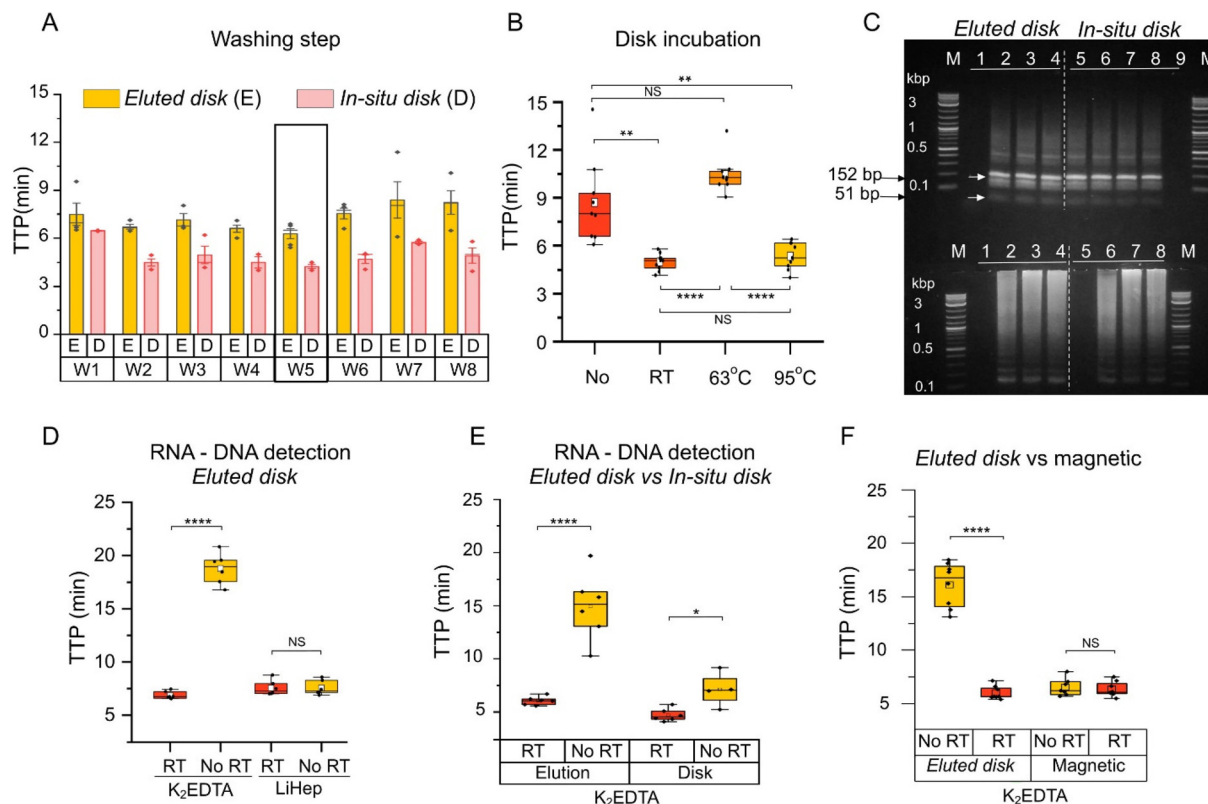 A
Washing step
Eluted disk (E)
In-situ disk (D)
TTP(min)
15
12
9
6
3
0
E D E D E D E D E D E D E D E D
W1 W2 W3 W4 W5 W6 W7 W8
B
Disk incubation
**
NS
**
****
****
NS
TTP (min)
15
12
9
6
3
0
No RT 63°C 95°C
C
Eluted disk In-situ disk
M 1 2 3 4 5 6 7 8 9 M
kbp
3
1
0.5
152 bp
0.1
51 bp
M 1 2 3 4 5 6 7 8 M
kbp
3
1
0.5
0.1
D
RNA - DNA detection
Eluted disk
TTP (min)
25
20
15
10
5
****
NS
RT No RT RT No RT
K₂EDTA LiHep
E
RNA - DNA detection
Eluted disk vs In-situ disk
TTP (min)
25
20
15
10
5
****
*
RT No RT RT No RT
Elution Disk
K₂EDTA
F
Eluted disk vs magnetic
TTP (min)
25
20
15
10
5
****
NS
No RT RT No RT RT
Eluted disk Magnetic
K₂EDTA